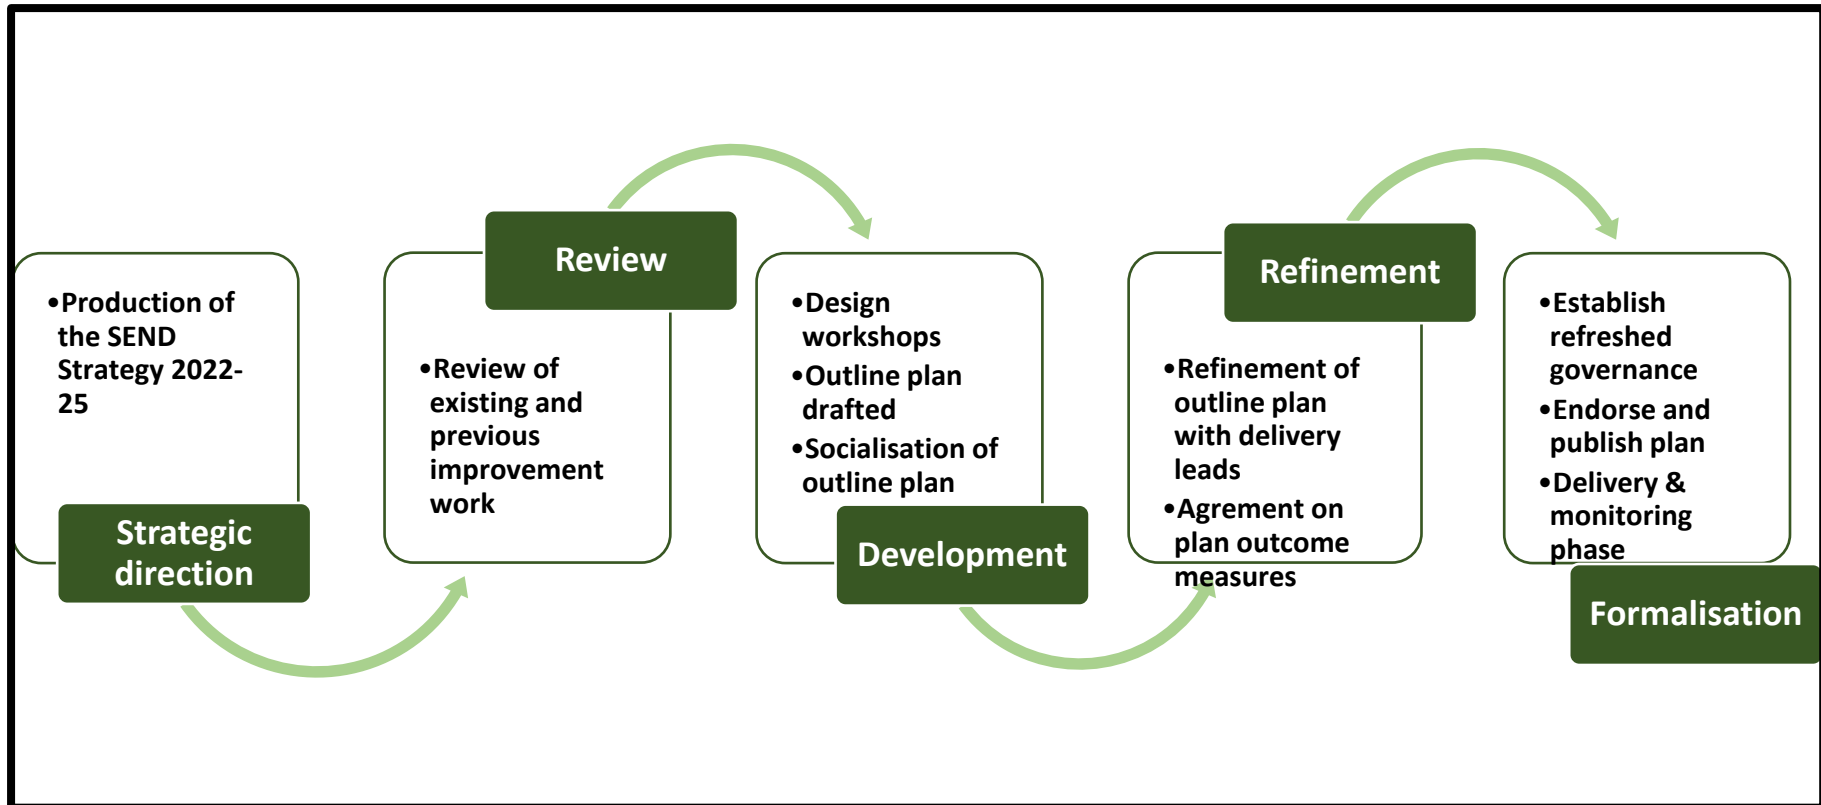 •Production of
the SEND
Strategy 2022-
25
Strategic
direction
Review
•Review of
existing and
previous
improvement
work
•Design
workshops
•Outline plan
drafted
•Socialisation of
outline plan
Development
Refinement
•Refinement of
outline plan
with delivery
leads
•Agrement on
plan outcome
measures
•Establish
refreshed
governance
•Endorse and
publish plan
•Delivery &
monitoring
phase
Formalisation